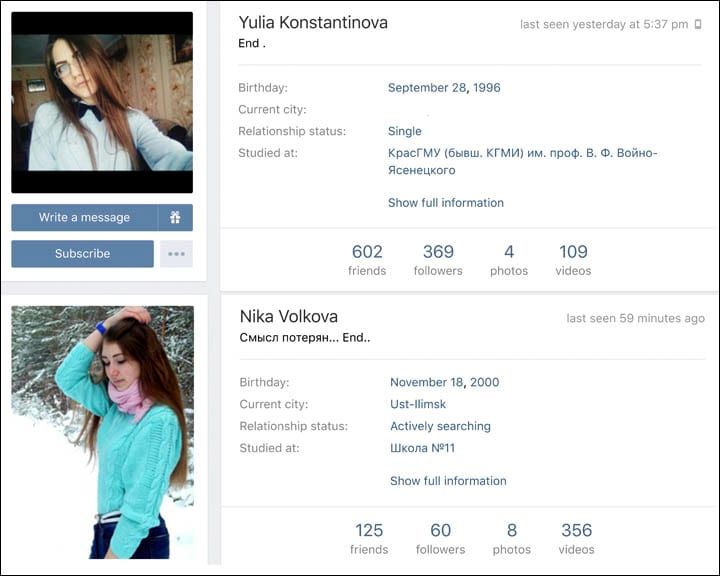 Yulia Konstantinova
last seen yesterday at 5:37 pm
End .
Birthday: September 28, 1996
Current city:
Relationship status: Single
Studied at: КрасГМУ (бывш. КГМИ) им. проф. В. Ф. Войно-
Ясенецкого
Show full information
Write a message
Subscribe
602 369 4 109
friends followers photos videos
Nika Volkova
last seen 59 minutes ago
Смысл потерян... End..
Birthday: November 18, 2000
Current city: Ust-Ilimsk
Relationship status: Actively searching
Studied at: Школа №11
Show full information
125 60 8 356
friends followers photos videos